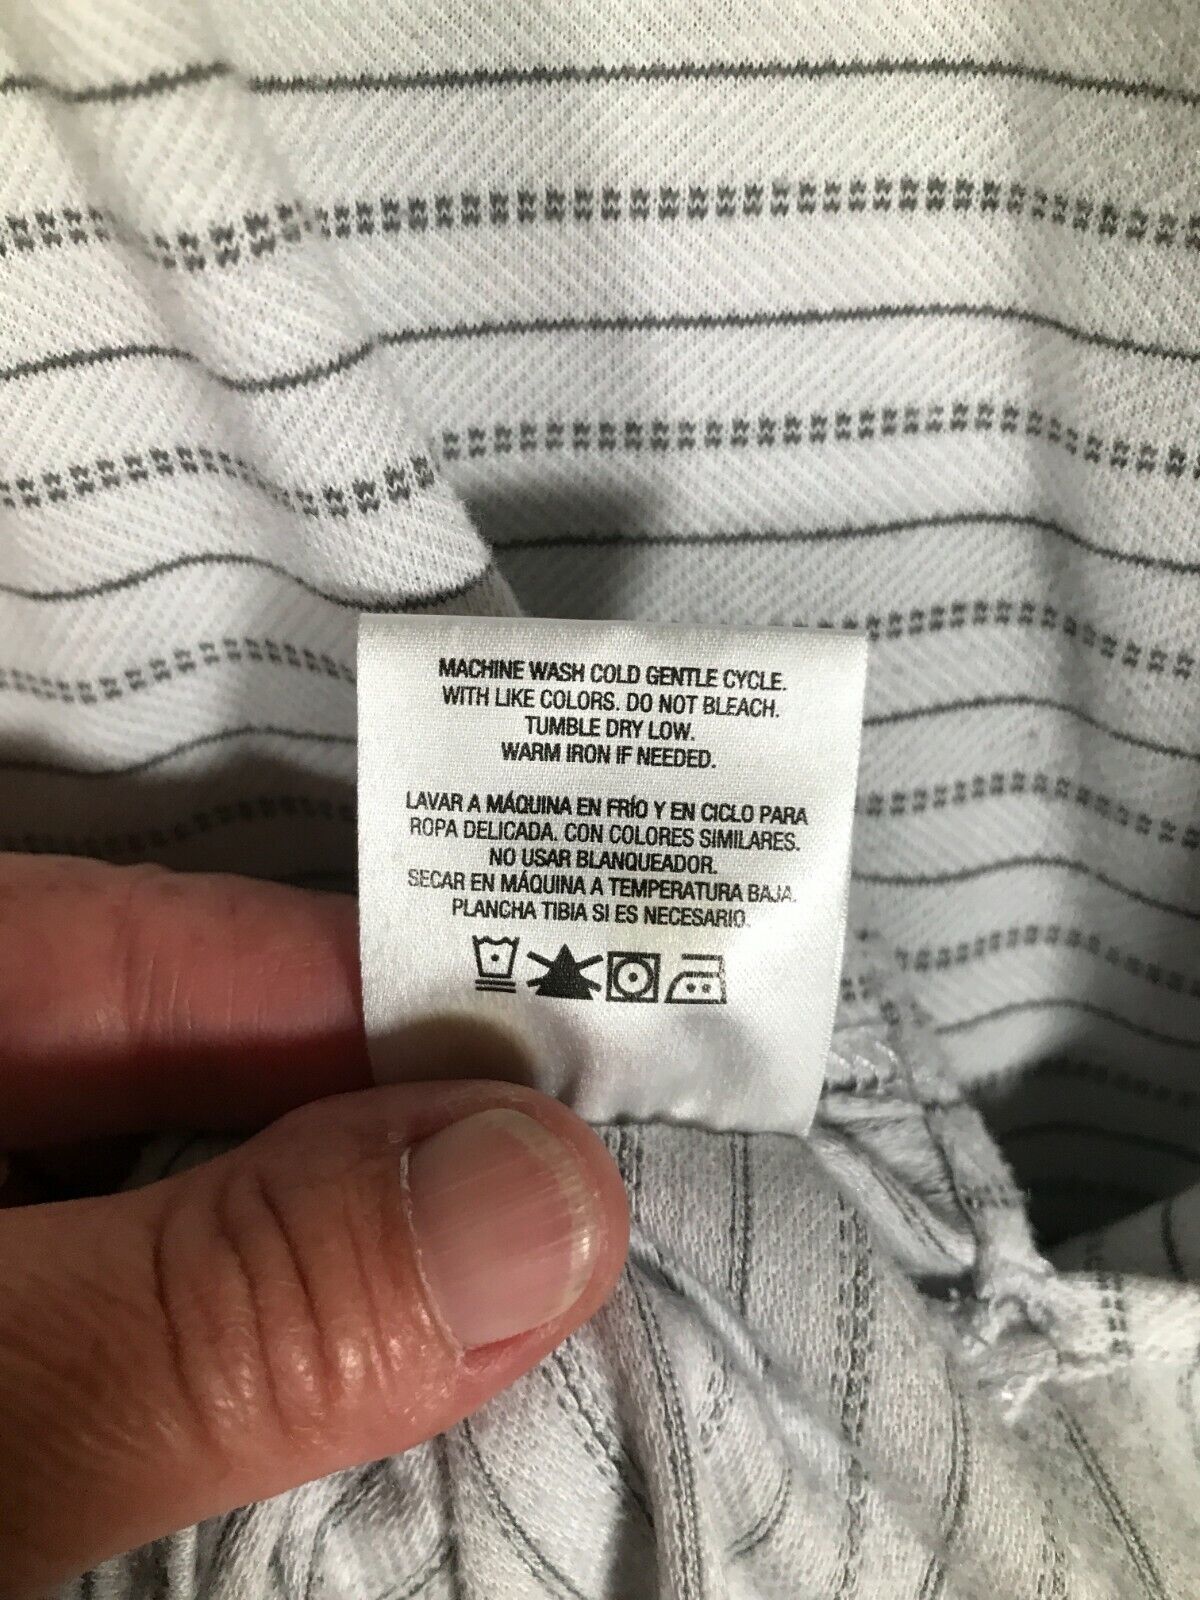 MACHINE WASH COLD GENTLE CYCLE.
WITH LIKE COLORS. DO NOT BLEACH.
TUMBLE DRY LOW.
WARM IRON IF NEEDED.
LAVAR A MÁQUINA EN FRÍO Y EN CICLO PARA
ROPA DELICADA. CON COLORES SIMILARES.
NO USAR BLANQUEADOR.
SECAR EN MÁQUINA A TEMPERATURA BAJA.
PLANCHA TIBIA SI ES NECESARIO.